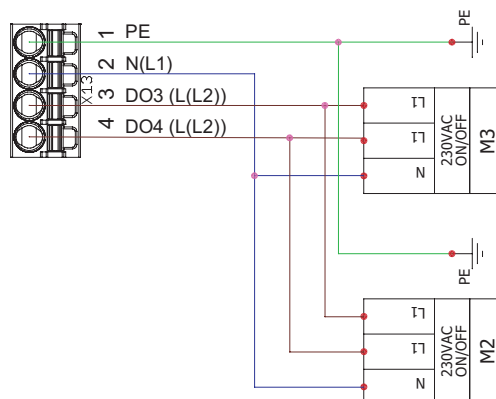 1 PE
2 N(L1)
X13
3 DO3 (L(L2))
4 DO4 (L(L2))
PE
L1
L1
N
230VAC
ON/OFF
M3
PE
L1
L1
N
230VAC
ON/OFF
M2